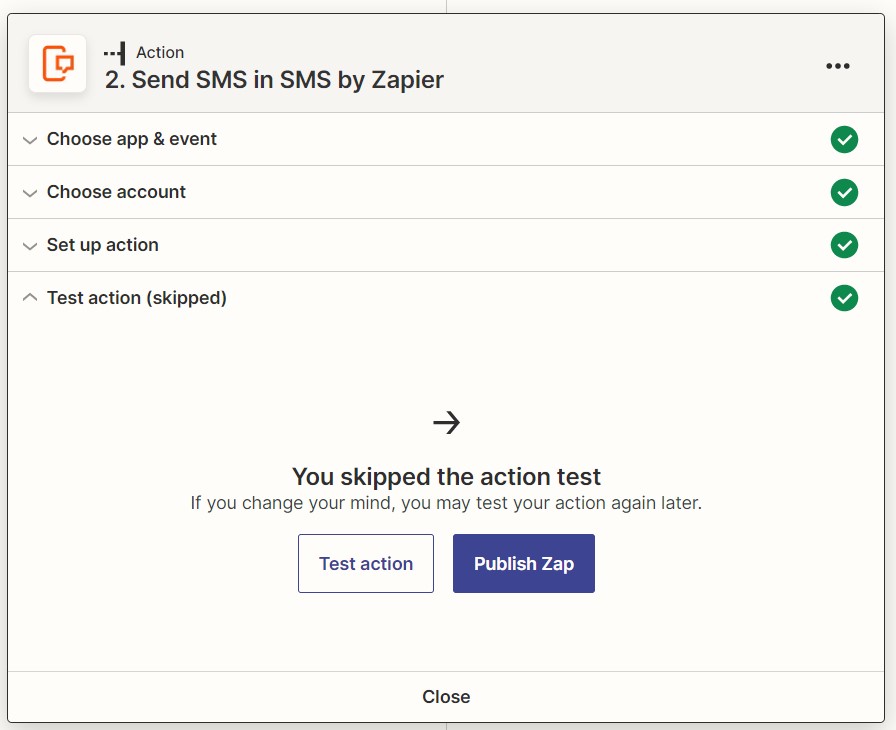 Action
2. Send SMS in SMS by Zapier
Choose app & event
Choose account
Set up action
Test action (skipped)
You skipped the action test
If you change your mind, you may test your action again later.
Test action
Publish Zap
Close